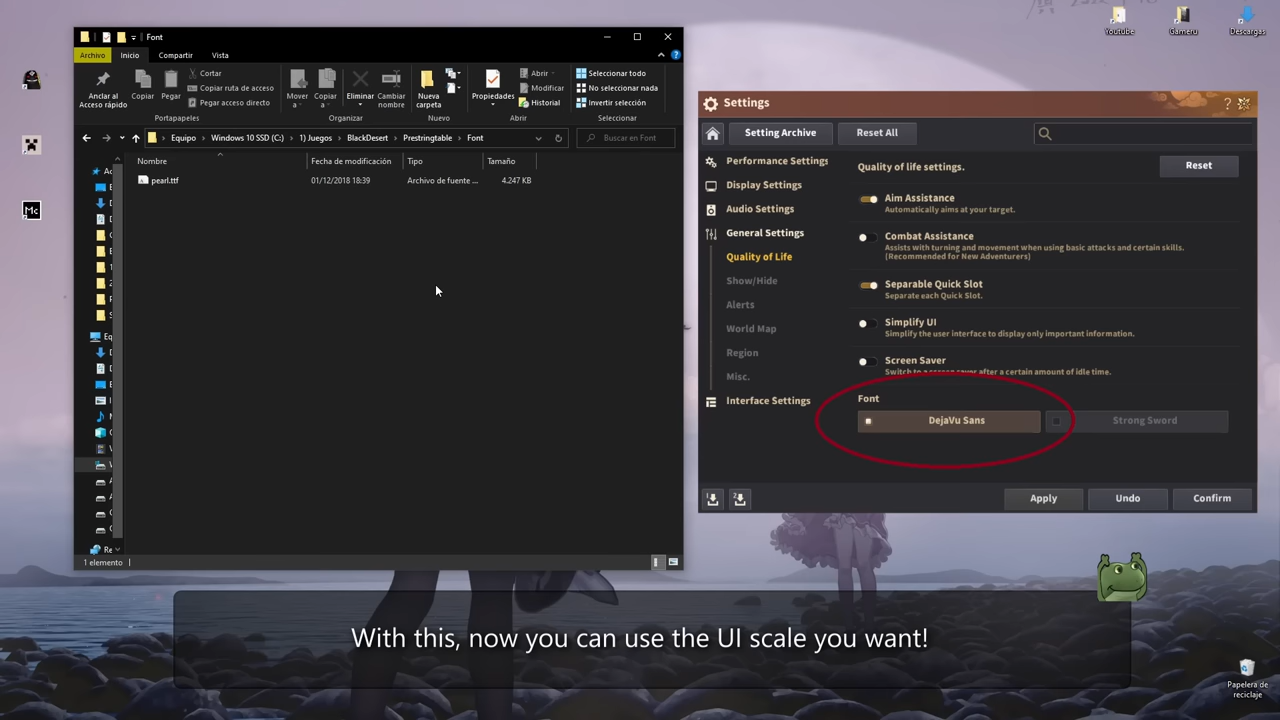 Font
Archivo
Inicio
Compartir
Vista
Anclar al
Acceso rápido
Copiar
Pegar
Cortar
Copiar ruta de acceso
Pegar acceso directo
Portapapeles
Mover
a
Copiar
a
Eliminar
Cambiar
nombre
Organizar
Nueva
carpeta
Nuevo
Propiedades
Abrir
Modificar
Historial
Abrir
Seleccionar todo
No seleccionar nada
Invertir selección
Seleccionar
Equipo
Windows 10 SSD (C:)
1) Juegos
BlackDesert
Prestringtable
Font
Buscar en Font
Nombre
Fecha de modificación
Tipo
Tamaño
pearl.ttf
01/12/2018 18:39
Archivo de fuente ...
4.247 KB
1 elemento
Mc
Youtube
Gameru
Descargas
Settings
Setting Archive
Reset All
Performance Settings
Display Settings
Audio Settings
General Settings
Quality of Life
Show/Hide
Alerts
World Map
Region
Misc.
Interface Settings
Quality of life settings.
Reset
Aim Assistance
Automatically aims at your target.
Combat Assistance
Assists with turning and movement when using basic attacks and certain skills.
(Recommended for New Adventurers)
Separable Quick Slot
Separate each Quick Slot.
Simplify UI
Simplify the user interface to display only important information.
Screen Saver
Switch to a screen saver after a certain amount of idle time.
Font
DejaVu Sans
Strong Sword
Apply
Undo
Confirm
With this, now you can use the UI scale you want!
Papelera de
reciclaje